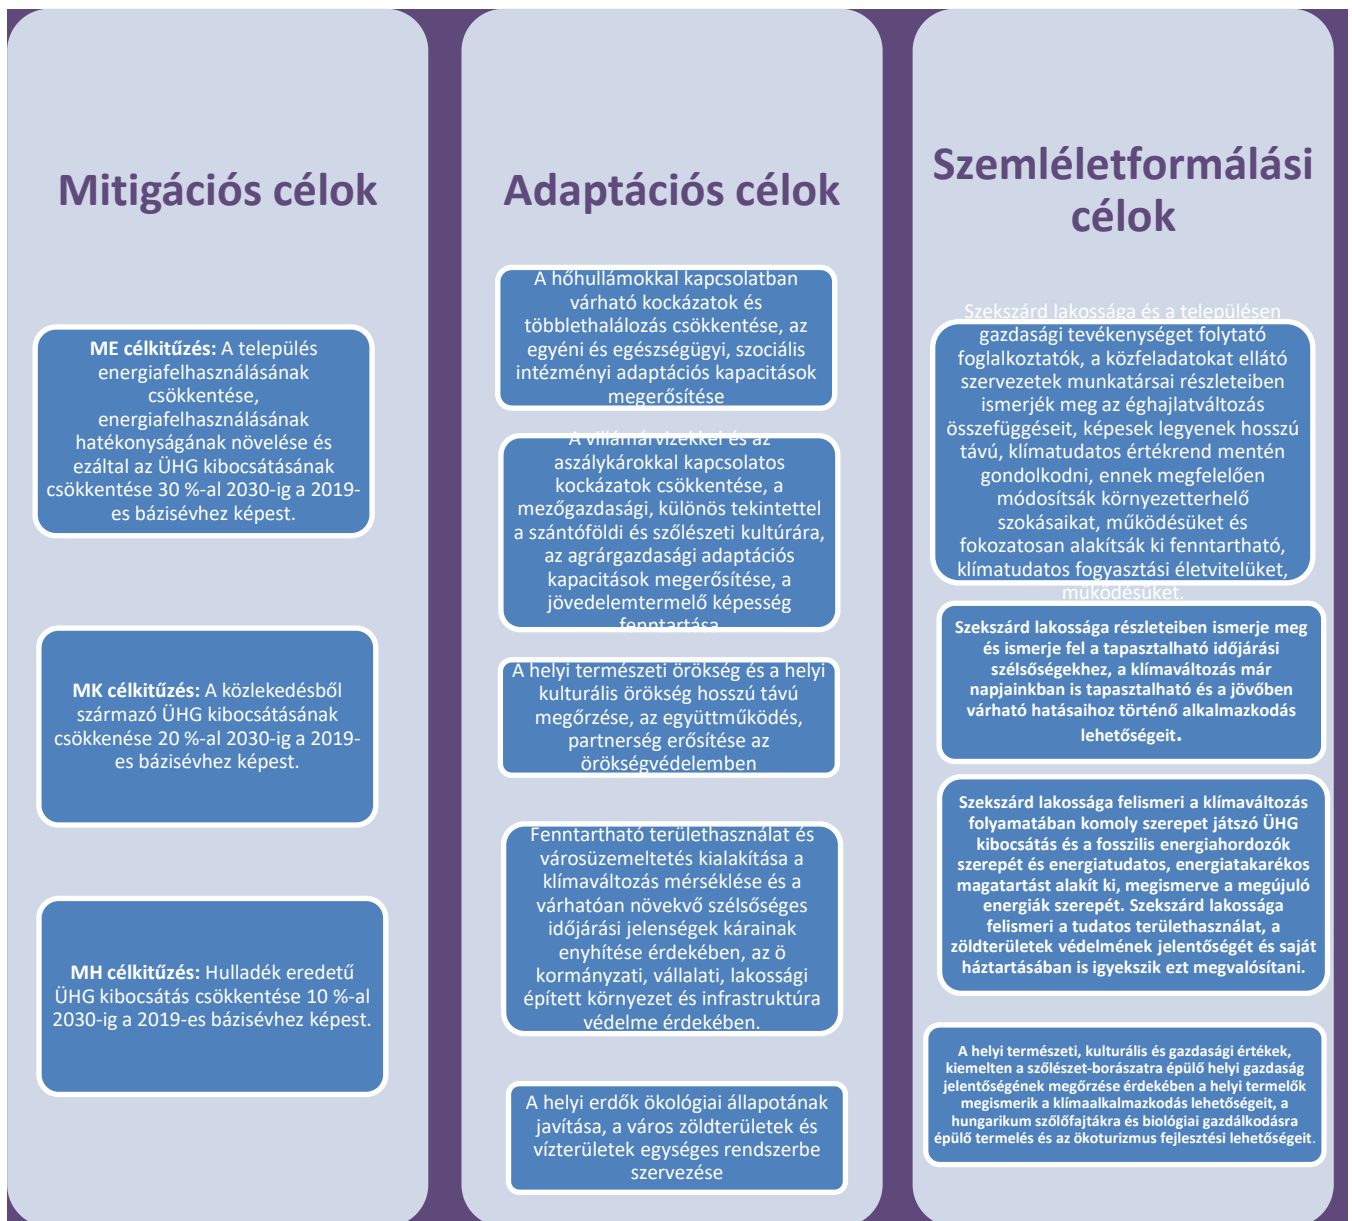 Mitigációs célok
ME célkitűzés: A település
energiafelhasználásának
csökkentése,
energiafelhasználásának
hatékonyságának növelése és
ezáltal az ÜHG kibocsátásának
csökkentése 30 %-al 2030-ig a 2019-
es bázisévhez képest.
MK célkitűzés: A közlekedésből
származó ÜHG kibocsátásának
csökkenése 20 %-al 2030-ig a 2019-
es bázisévhez képest.
MH célkitűzés: Hulladék eredetű
ÜHG kibocsátás csökkentése 10 %-al
2030-ig a 2019-es bázisévhez képest.
Adaptációs célok
A hőhullámokkal kapcsolatban
várható kockázatok és
többlethalálozás csökkentése, az
egyéni és egészségügyi, szociális
intézményi adaptációs kapacitások
megerősítése
A villámárvizekkel és az
aszálykárokkal kapcsolatos
kockázatok csökkentése, a
mezőgazdasági, különös tekintettel
a szántóföldi és szőlészeti kultúrára,
az agrárgazdasági adaptációs
kapacitások megerősítése, a
jövedelemtermelő képesség
fenntartása
A helyi természeti örökség és a helyi
kulturális örökség hosszú távú
megőrzése, az együttműködés,
partnerség erősítése az
örökségvédelemben
Fenntartható területhasználat és
városüzemeltetés kialakítása a
klímaváltozás mérséklése és a
várhatóan növekvő szélsőséges
időjárási jelenségek kárainak
enyhítése érdekében, az ö
kormányzati, vállalati, lakossági
épített környezet és infrastruktúra
védelme érdekében.
A helyi erdők ökológiai állapotának
javítása, a város zöldterületek és
vízterületek egységes rendszerbe
szervezése
Szemléletformálási
célok
Szekszárd lakossága és a településen
gazdasági tevékenységet folytató
foglalkoztatók, a közfeladatokat ellátó
szervezetek munkatársai részleteiben
ismerjék meg az éghajlatváltozás
összefüggéseit, képesek legyenek hosszú
távú, klímatudatos értékrend mentén
gondolkodni, ennek megfelelően
módosítsák környezetterhelő
szokásaikat, működésüket és
fokozatosan alakítsák ki fenntartható,
klímatudatos fogyasztási életvitelüket,
működésüket.
Szekszárd lakossága részleteiben ismerje meg
és ismerje fel a tapasztalható időjárási
szélsőségekhez, a klímaváltozás már
napjainkban is tapasztalható és a jövőben
várható hatásaihoz történő alkalmazkodás
lehetőségeit.
Szekszárd lakossága felismeri a klímaváltozás
folyamatában komoly szerepet játszó ÜHG
kibocsátás és a fosszilis energiahordozók
szerepét és energiatudatos, energiatakarékos
magatartást alakít ki, megismerve a megújuló
energiák szerepét. Szekszárd lakossága
felismeri a tudatos területhasználat, a
zöldterületek védelmének jelentőségét és saját
háztartásában is igyekszik ezt megvalósítani.
A helyi természeti, kulturális és gazdasági értékek,
kiemelten a szőlészet-borászatra épülő helyi gazdaság
jelentőségének megőrzése érdekében a helyi termelők
megismerik a klímaalkalmazkodás lehetőségeit, a
hungarikum szőlőfajtákra és biológiai gazdálkodásra
épülő termelés és az ökoturizmus fejlesztési lehetőségeit.